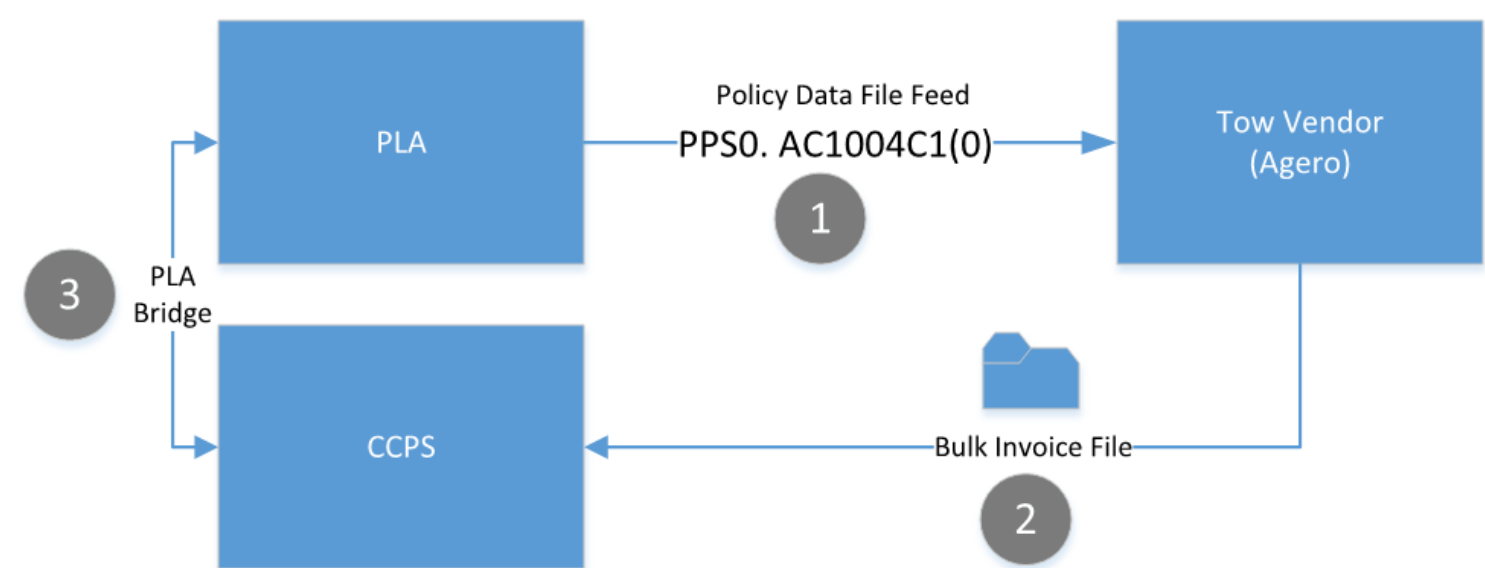 PLA
Policy Data File Feed
PPS0. AC1004C1(0)
1
Tow Vendor
(Agero)
3
PLA
Bridge
CCPS
Bulk Invoice File
2